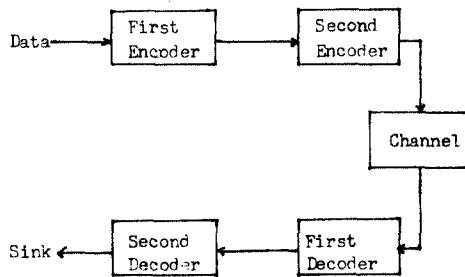 Data
First
Encoder
Second
Encoder
Channel
Sink
Second
Decoder
First
Decoder